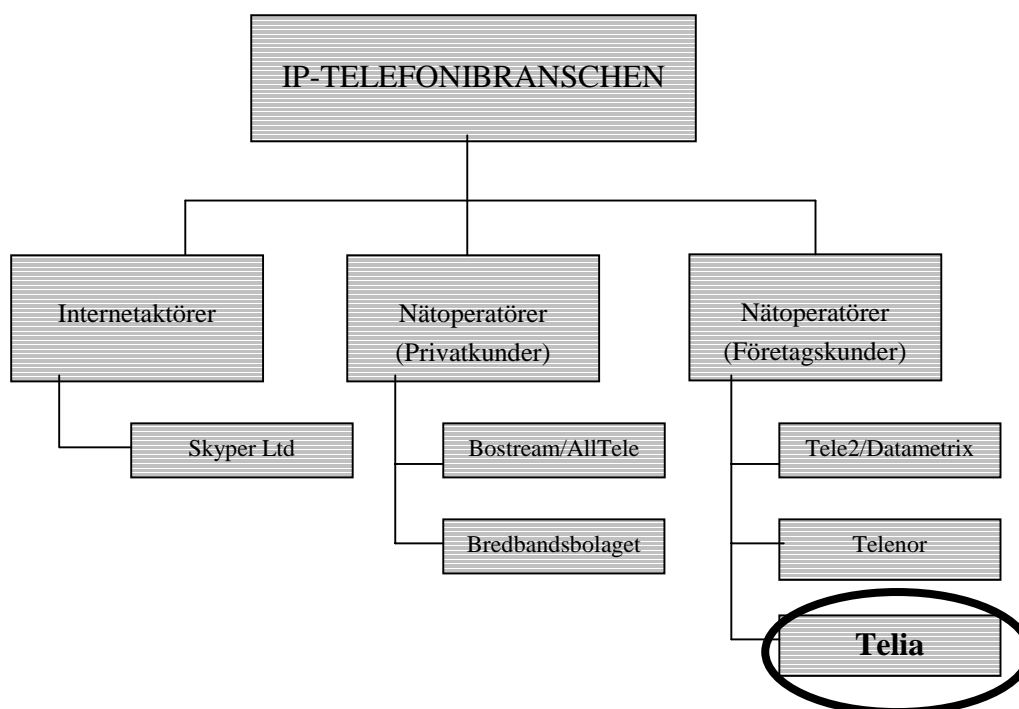 IP-TELEFONIBRANSCHEN
Internetaktörer
Nätoperatörer
(Privatkunder)
Nätoperatörer
(Företagskunder)
Skyper Ltd
Bostream/AllTele
Tele2/Datametrix
Bredbandsbolaget
Telenor
Telia